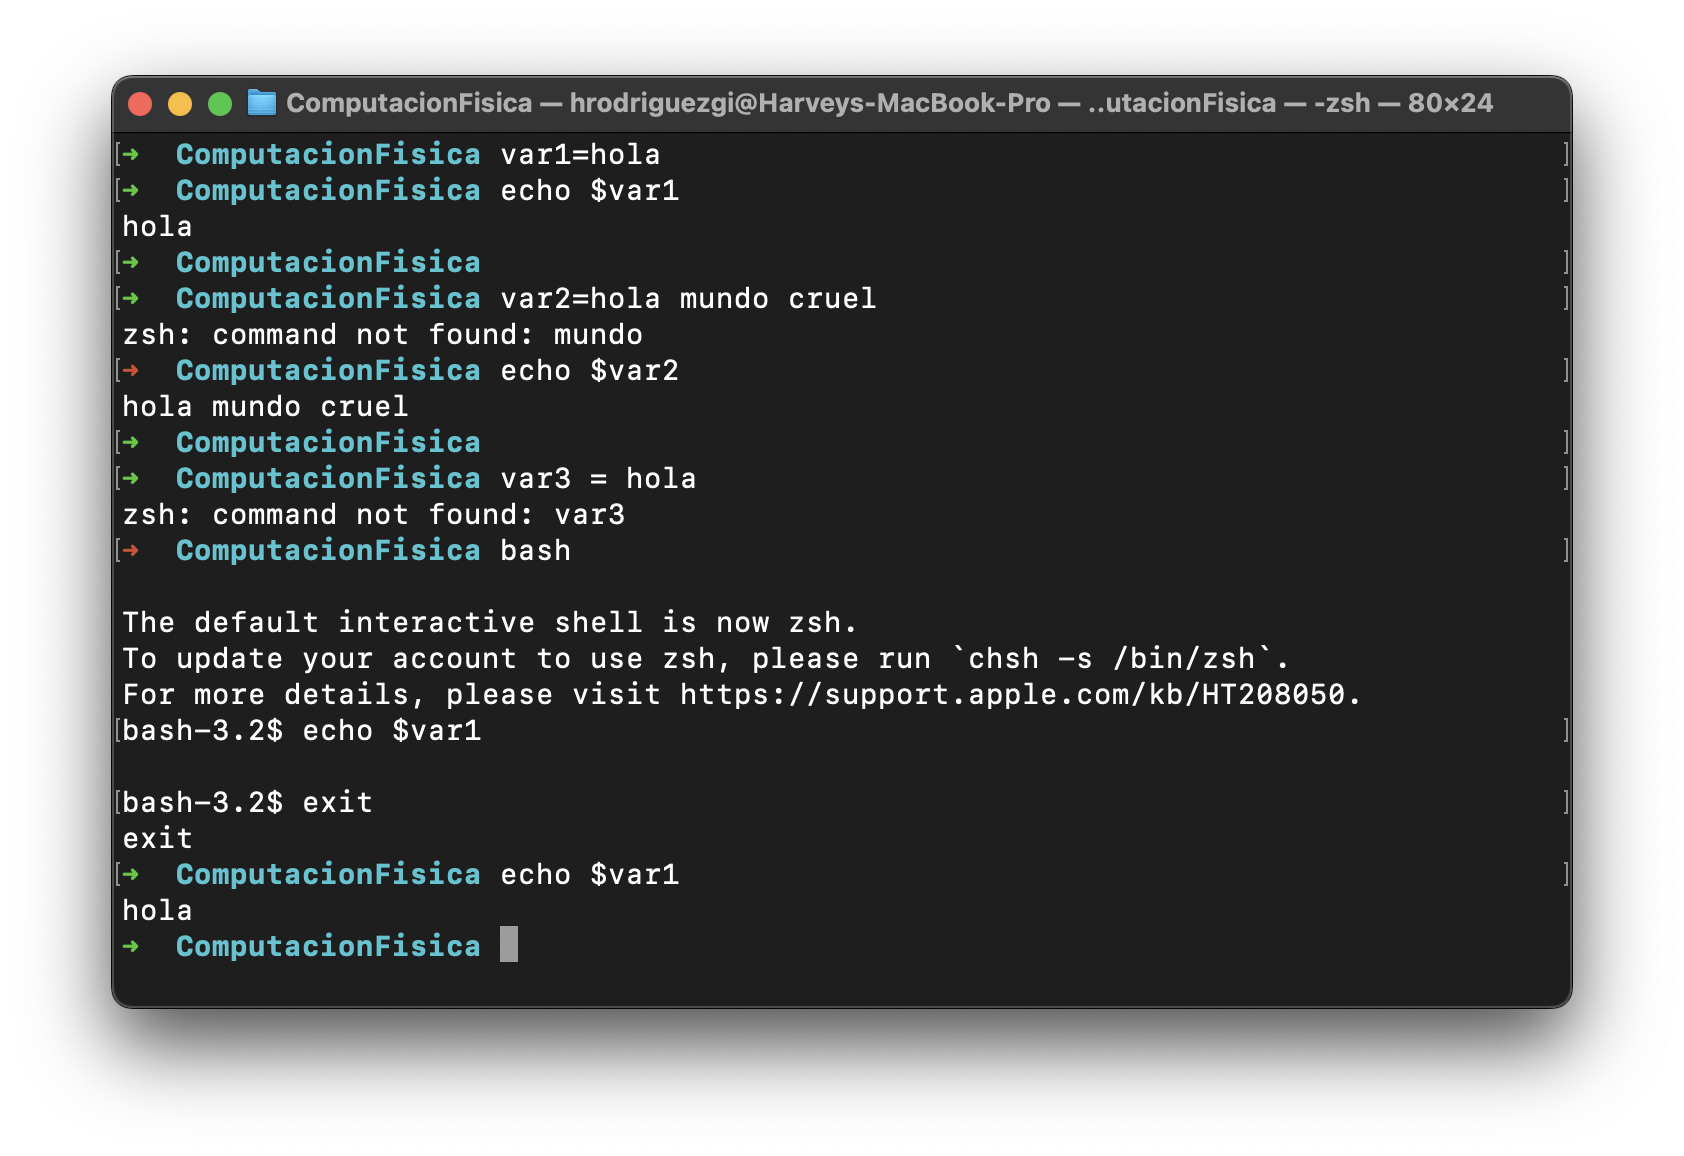 ComputacionFisica — hrodriguezgi@Harveys-MacBook-Pro — ..utacionFisica — -zsh — 80×24
[➜  ComputacionFisica var1=hola ]
[➜  ComputacionFisica echo $var1 ]
hola
[➜  ComputacionFisica ]
[➜  ComputacionFisica var2=hola mundo cruel ]
zsh: command not found: mundo
[➜  ComputacionFisica echo $var2 ]
hola mundo cruel
[➜  ComputacionFisica ]
[➜  ComputacionFisica var3 = hola ]
zsh: command not found: var3
[➜  ComputacionFisica bash ]
The default interactive shell is now zsh.
To update your account to use zsh, please run `chsh -s /bin/zsh`.
For more details, please visit https://support.apple.com/kb/HT208050.
[bash-3.2$ echo $var1 ]
[bash-3.2$ exit ]
exit
[➜  ComputacionFisica echo $var1 ]
hola
➜  ComputacionFisica